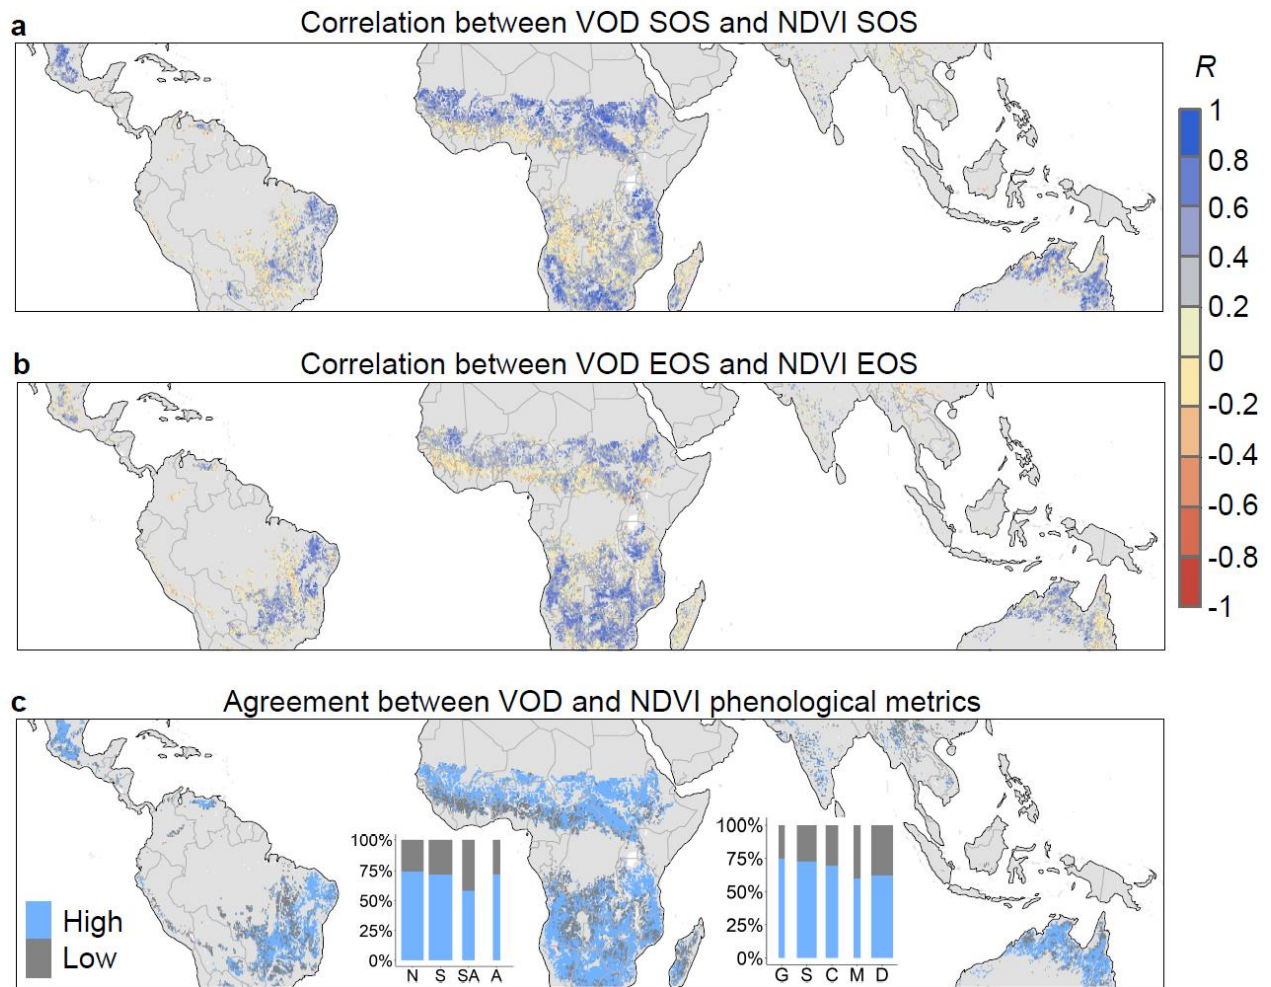 a
Correlation between VOD SOS and NDVI SOS
R
1
0.8
0.6
0.4
0.2
0
-0.2
-0.4
-0.6
-0.8
-1
b
Correlation between VOD EOS and NDVI EOS
c
Agreement between VOD and NDVI phenological metrics
High
Low
100%
75%
50%
25%
0%
N S SA A
100%
75%
50%
25%
0%
G S C M D